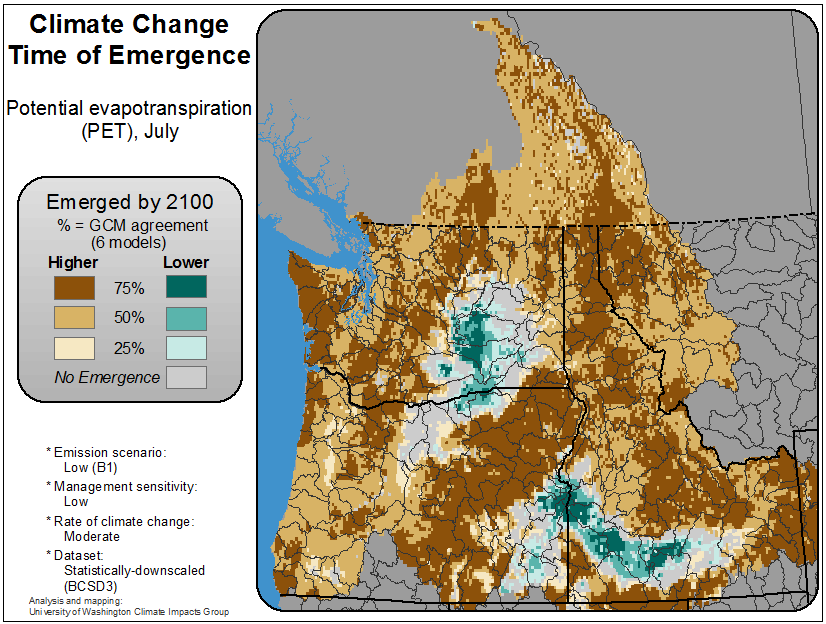 Climate Change
Time of Emergence
Potential evapotranspiration
(PET), July
Emerged by 2100
% = GCM agreement
(6 models)
Higher Lower
75%
50%
25%
No Emergence
* Emission scenario:
Low (B1)
* Management sensitivity:
Low
* Rate of climate change:
Moderate
* Dataset:
Statistically-downscaled
(BCSD3)
Analysis and mapping:
University of Washington Climate Impacts Group